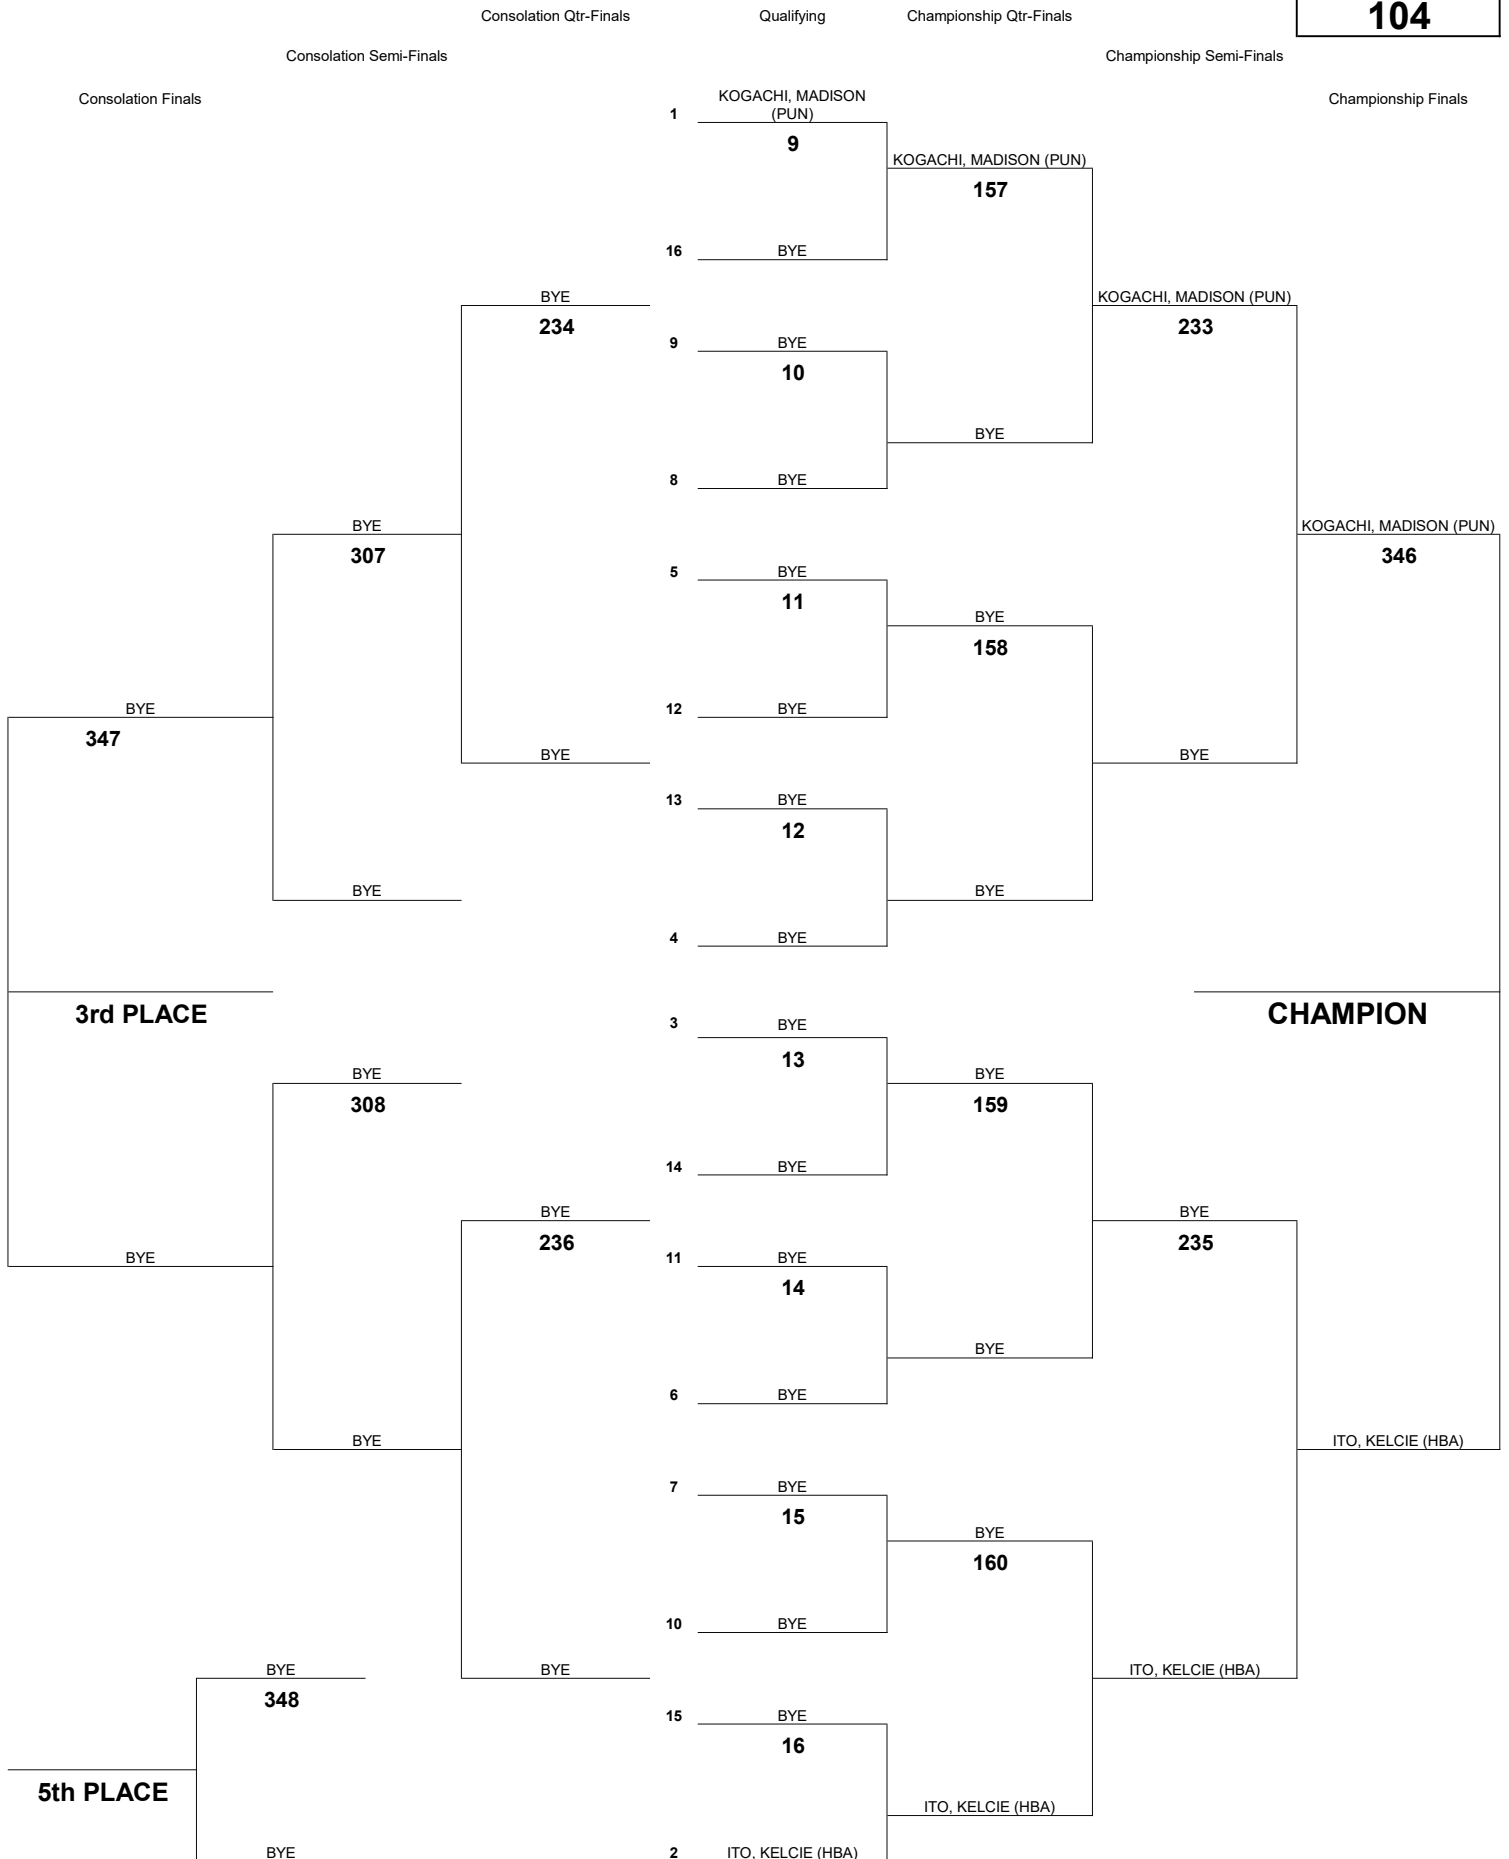 Consolation Qtr-Finals Qualifying Championship Qtr-Finals 104
Consolation Semi-Finals Championship Semi-Finals
Consolation Finals Championship Finals
KOGACHI, MADISON
1 (PUN)
9
KOGACHI, MADISON (PUN)
157
16 BYE
BYE KOGACHI, MADISON (PUN)
234 233
9 BYE
10
BYE
8 BYE
BYE KOGACHI, MADISON (PUN)
307 346
5 BYE
11
BYE
158
BYE 12 BYE
347
BYE BYE
13 BYE
12
BYE BYE
4 BYE
3rd PLACE CHAMPION
3 BYE
13
BYE BYE
308 159
14 BYE
BYE BYE
236 235
BYE 11 BYE
14
BYE
6 BYE
BYE ITO, KELCIE (HBA)
7 BYE
15
BYE
160
10 BYE
BYE BYE ITO, KELCIE (HBA)
348
15 BYE
16
5th PLACE
ITO, KELCIE (HBA)
BYE 2 ITO, KELCIE (HBA)